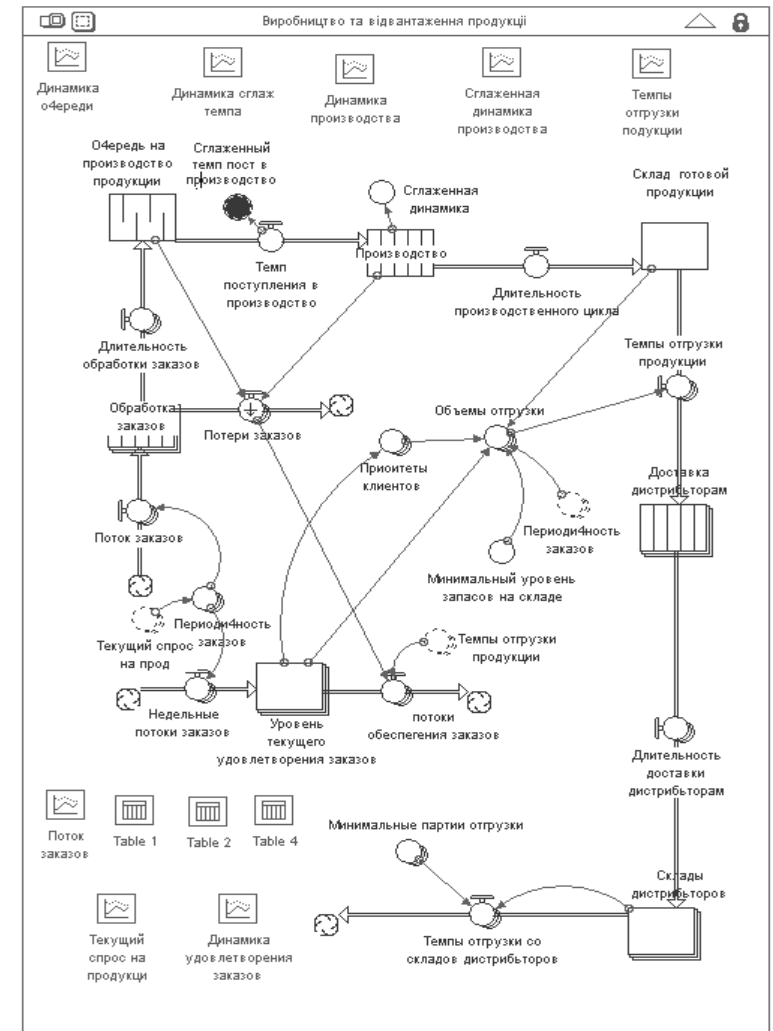 Виробництво та відвантаження продукції
Динамика
о4ереди
Динамика сглаж
темпа
Динамика
производства
Сглаженная
динамика
производства
Темпы
отгрузки
подукции
О4ередь на
производство
продукции
Сглаженный
темп пост в
производство
Сглаженная
динамика
Склад готовой
продукции
Темп
поступления в
производство
Производство
Длительность
производственного цикла
Длительность
обработки заказов
Темпы отгрузки
продукции
Обработка
заказов
Потери заказов
Объемы отгрузки
Приоитеты
клиентов
Доставка
дистрибьторам
Поток заказов
Периоди4ность
заказов
Минимальный уровень
запасов на складе
Текущий спрос
на прод
Периоди4ность
заказов
Темпы отгрузки
продукции
Недельные
потоки заказов
Уровень
текущего
удовлетворения заказов
потоки
обеспегения заказов
Длительность
доставки
дистрибьторам
Поток
заказов
Table 1
Table 2
Table 4
Минимальные партии отгрузки
Склады
дистрибьторов
Текущий
спрос на
продукци
Динамика
удовлетворения
заказов
Темпы отгрузки со
складов дистрибьторов